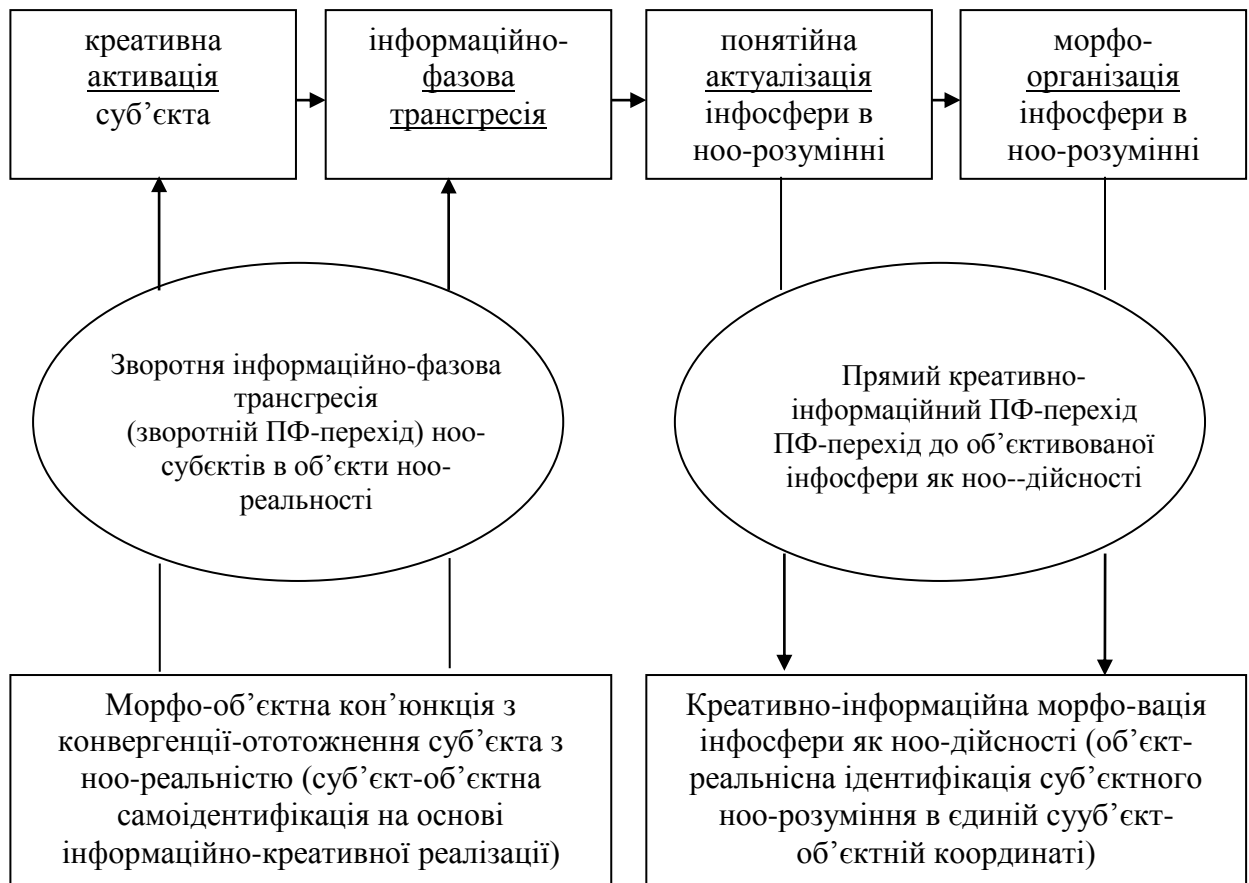 креативна
активація
суб’єкта
інформаційно-
фазова
трансгресія
понятійна
актуалізація
інфосфери в
ноо-розумінні
морфо-
організація
інфосфери в
ноо-розумінні
Зворотня інформаційно-фазова
трансгресія
(зворотній ПФ-перехід) ноо-
субєктів в об’єкти ноо-
реальності
Прямий креативно-
інформаційний ПФ-перехід
ПФ-перехід до об’єктивованої
інфосфери як ноо--дійсності
Морфо-об’єктна кон’юнкція з
конвергенції-ототожнення суб’єкта з
ноо-реальністю (суб’єкт-об’єктна
самоідентифікація на основі
інформаційно-креативної реалізації)
Креативно-інформаційна морфо-вація
інфосфери як ноо-дійсності (об’єкт-
реальнісна ідентифікація суб’єктного
ноо-розуміння в єдиній сууб’єкт-
об’єктній координаті)